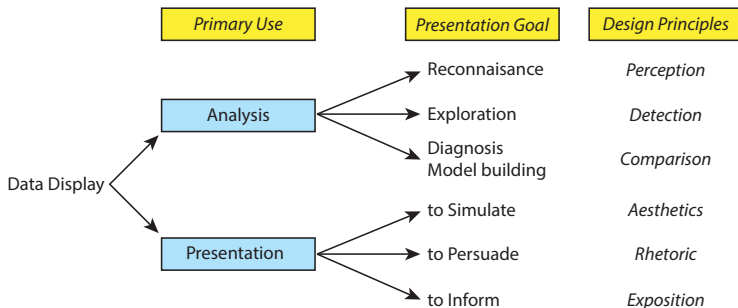 Primary Use Presentation Goal Design Principles
Reconnaisance Perception
Analysis Exploration Detection
Diagnosis
Model building Comparison
Data Display
to Simulate Aesthetics
Presentation to Persuade Rhetoric
to Inform Exposition